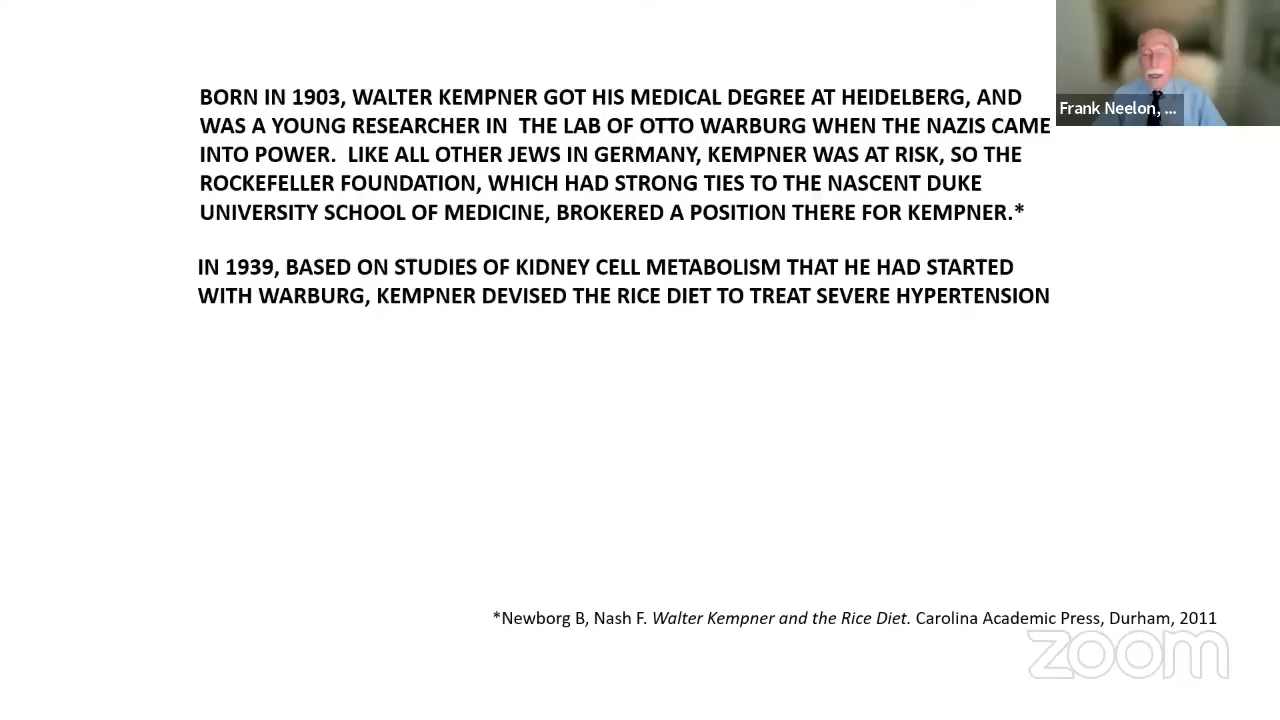 BORN IN 1903, WALTER KEMPNER GOT HIS MEDICAL DEGREE AT HEIDELBERG, AND
WAS A YOUNG RESEARCHER IN THE LAB OF OTTO WARBURG WHEN THE NAZIS CAME
INTO POWER. LIKE ALL OTHER JEWS IN GERMANY, KEMPNER WAS AT RISK, SO THE
ROCKEFELLER FOUNDATION, WHICH HAD STRONG TIES TO THE NASCENT DUKE
UNIVERSITY SCHOOL OF MEDICINE, BROKERED A POSITION THERE FOR KEMPNER.*
IN 1939, BASED ON STUDIES OF KIDNEY CELL METABOLISM THAT HE HAD STARTED
WITH WARBURG, KEMPNER DEVISED THE RICE DIET TO TREAT SEVERE HYPERTENSION
Frank Neelon, ...
*Newborg B, Nash F. Walter Kempner and the Rice Diet. Carolina Academic Press, Durham, 2011
zoom